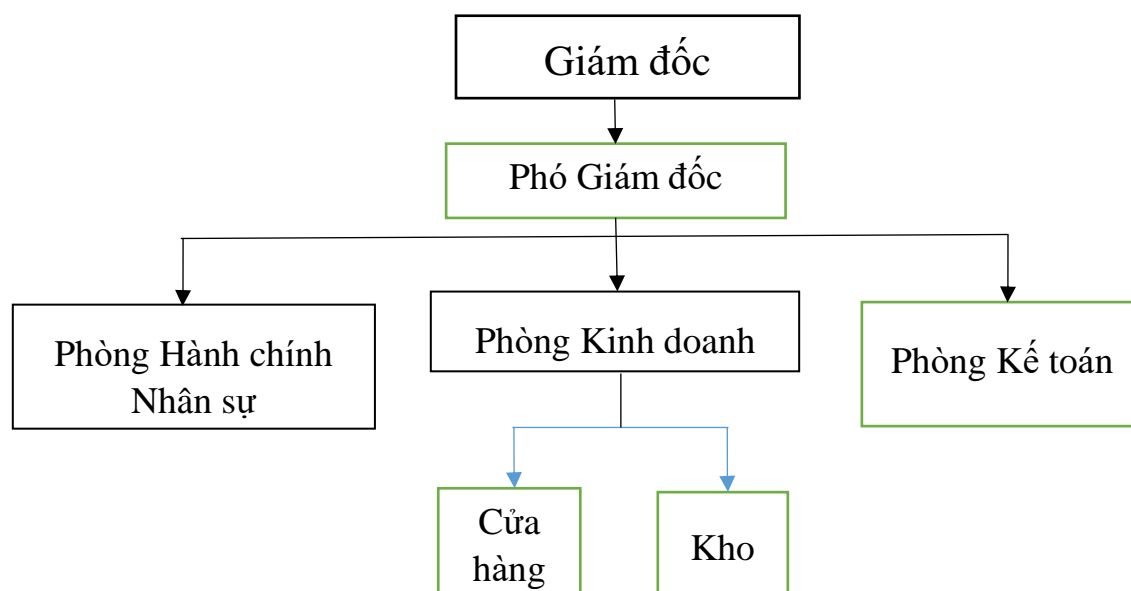 Giám đốc
Phó Giám đốc
Phòng Hành chính
Nhân sự
Phòng Kinh doanh
Phòng Kế toán
Cửa
hàng
Kho